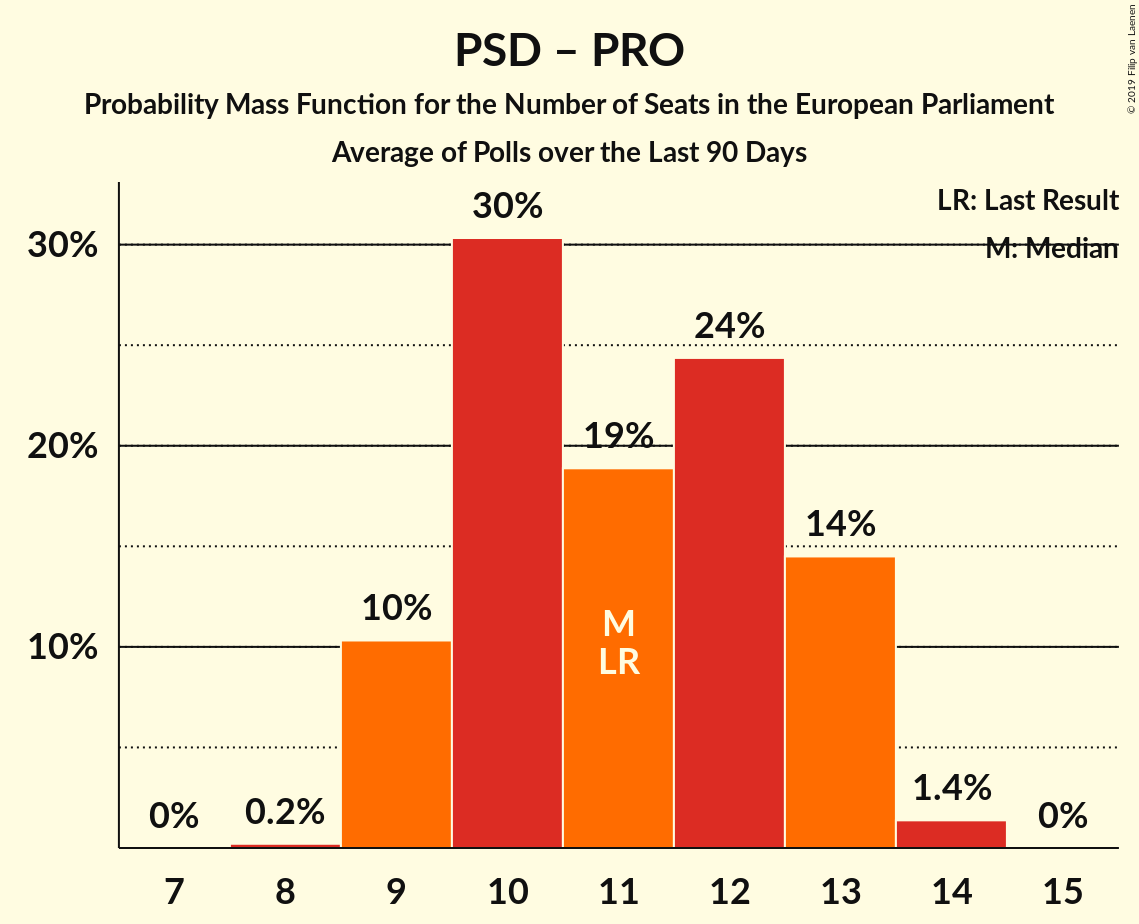 PSD – PRO
Probability Mass Function for the Number of Seats in the European Parliament
Average of Polls over the Last 90 Days
© 2019 Filip van Laenen
LR: Last Result
M: Median
30%
20%
10%
0%
0.2%
10%
30%
19%
24%
14%
1.4%
0%
M
LR
7 8 9 10 11 12 13 14 15